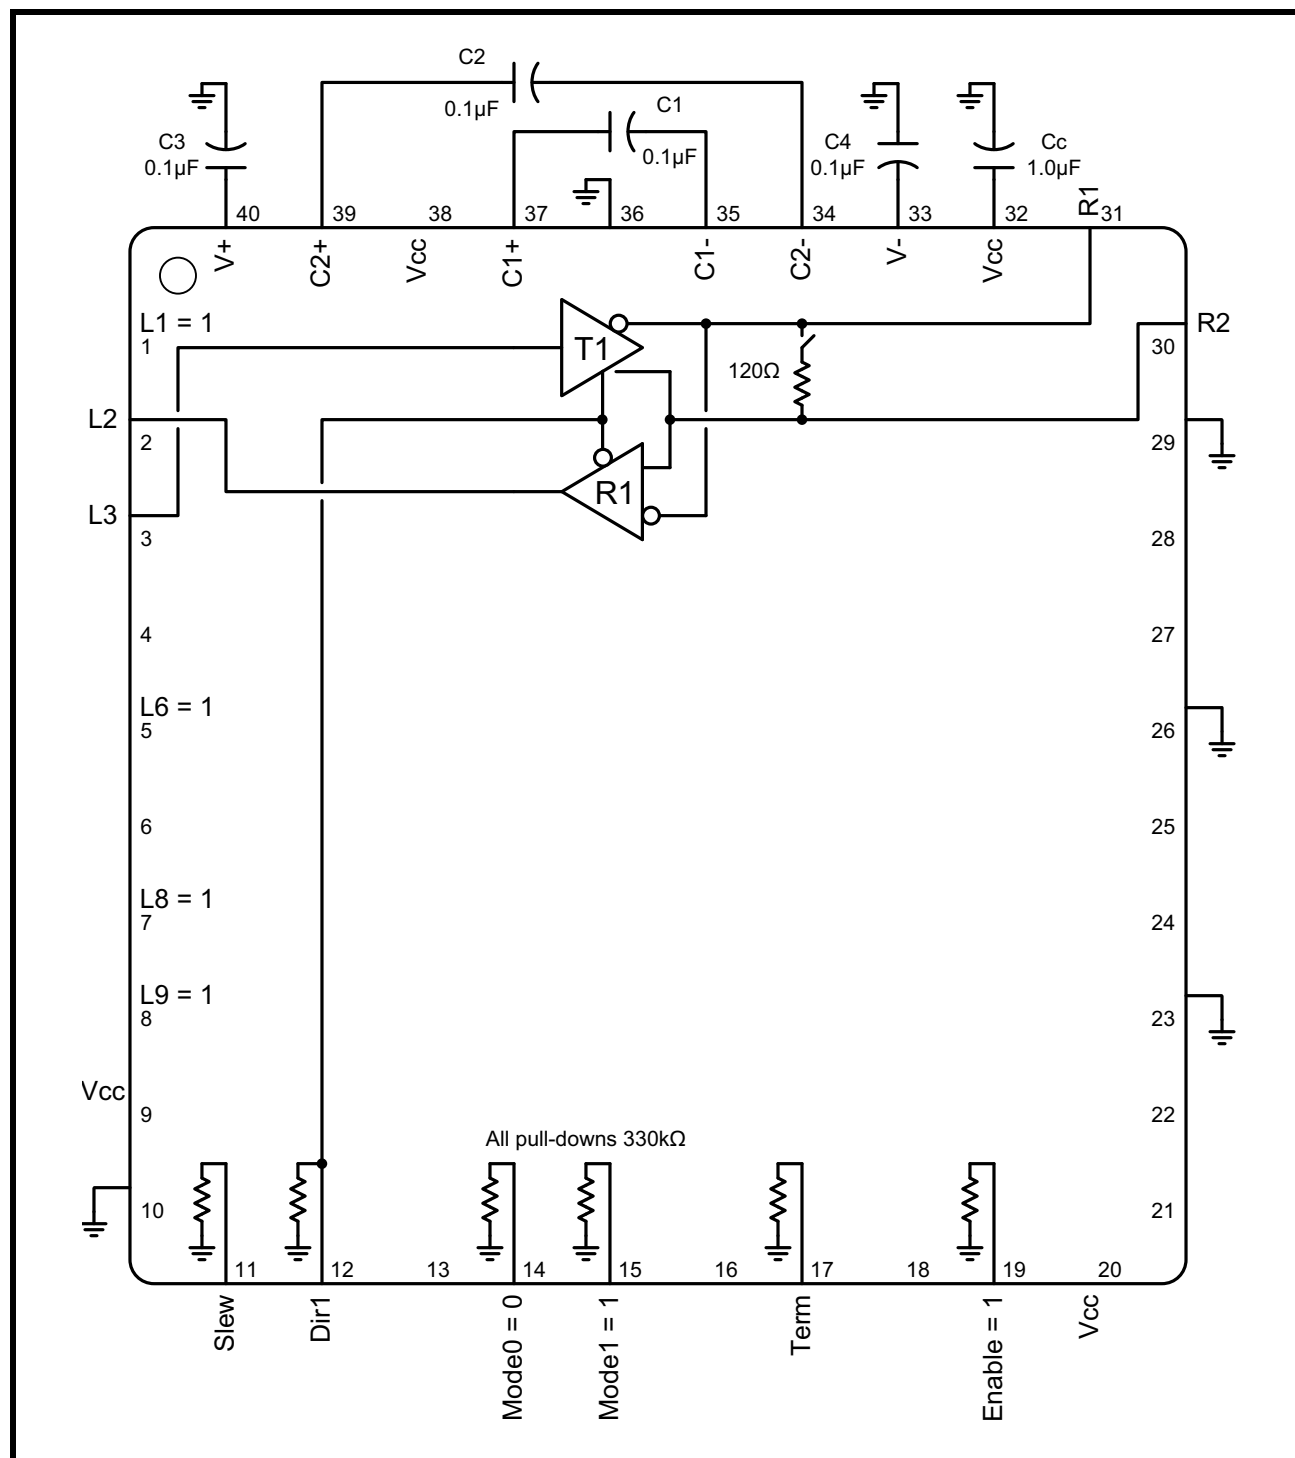 C2
0.1µF
C1
0.1µF
C3
0.1µF
C4
0.1µF
Cc
1.0µF
R1
40
39
38
37
36
35
34
33
32
31
V+
C2+
Vcc
C1+
C1-
C2-
V-
Vcc
L1 = 1
1
T1
120Ω
30
R2
L2
2
29
R1
L3
3
28
4
27
L6 = 1
5
26
6
25
L8 = 1
7
24
L9 = 1
8
23
Vcc
9
22
All pull-downs 330kΩ
10
21
11
12
13
14
15
16
17
18
19
20
Slew
Dir1
Mode0 = 0
Mode1 = 1
Term
Enable = 1
Vcc